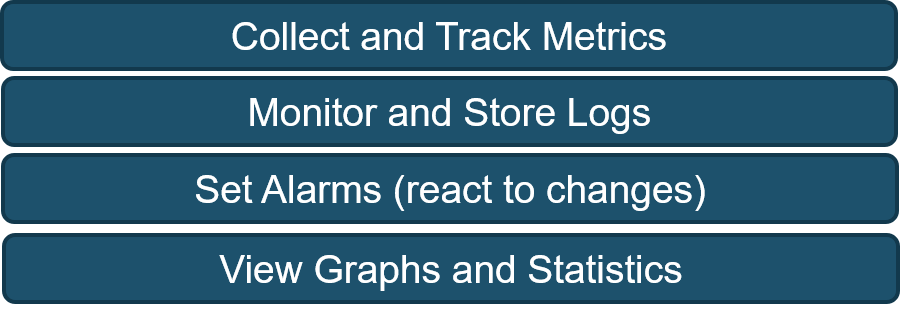 Collect and Track Metrics
Monitor and Store Logs
Set Alarms (react to changes)
View Graphs and Statistics